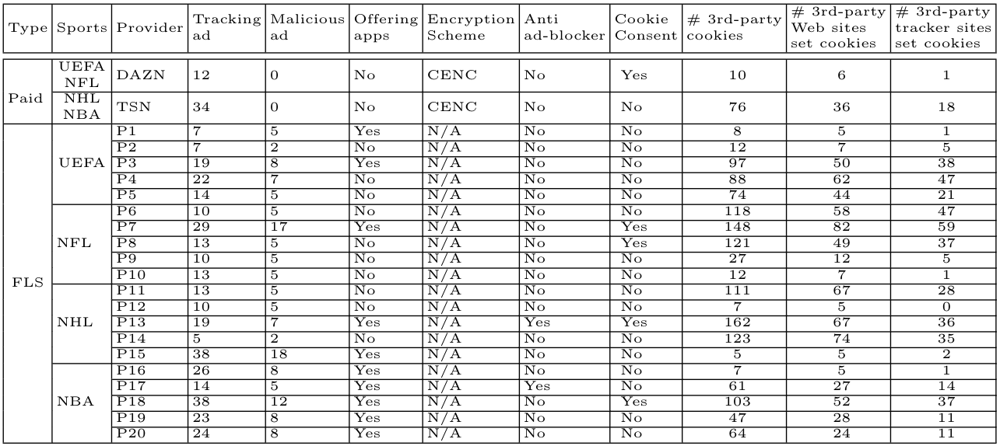 Type Sports Provider Tracking ad Malicious ad Offering apps Encryption Scheme Anti ad-blocker Cookie Consent # 3rd-party cookies # 3rd-party Web sites set cookies # 3rd-party tracker sites set cookies
Paid UEFA NFL DAZN 12 0 No CENC No Yes 10 6 1
NHL NBA TSN 34 0 No CENC No No 76 36 18
FLS UEFA P1 7 5 Yes N/A No No 8 5 1
P2 7 2 No N/A No No 12 7 5
P3 19 8 Yes N/A No No 97 50 38
P4 22 7 No N/A No No 88 62 47
P5 14 5 No N/A No No 74 44 21
NFL P6 10 5 No N/A No No 118 58 47
P7 29 17 Yes N/A No Yes 148 82 59
P8 13 5 No N/A No Yes 121 49 37
P9 10 5 No N/A No No 27 12 5
P10 13 5 No N/A No No 12 7 1
NHL P11 13 5 No N/A No No 111 67 28
P12 10 5 No N/A No No 7 5 0
P13 19 7 Yes N/A Yes Yes 162 67 36
P14 5 2 No N/A No No 123 74 35
P15 38 18 Yes N/A No No 5 5 2
NBA P16 26 8 Yes N/A No No 7 5 1
P17 14 5 Yes N/A Yes No 61 27 14
P18 38 12 Yes N/A No Yes 103 52 37
P19 23 8 Yes N/A No No 47 28 11
P20 24 8 Yes N/A No No 64 24 11